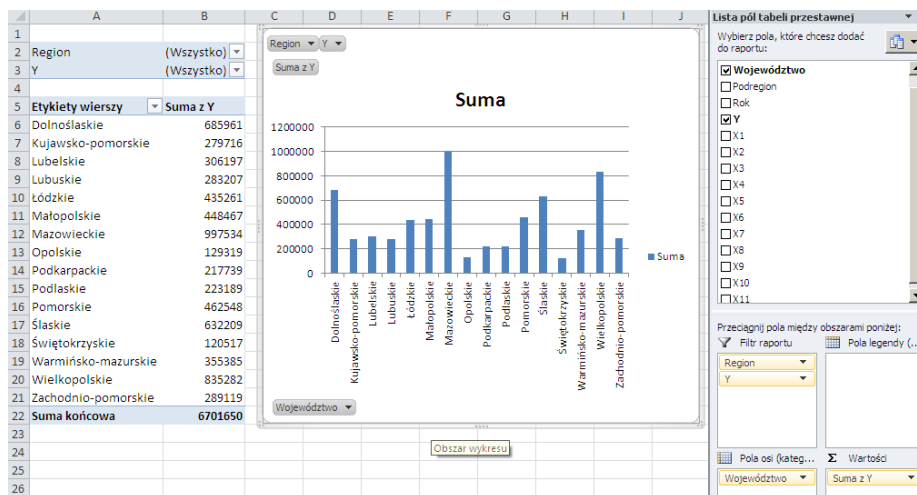 A B C D E F G H I J
1
2 Region (Wszystko)
3 Y (Wszystko)
4
5 Etykiety wierszy Suma z Y
6 Dolnoślaskie 685961
7 Kujawsko-pomorskie 279716
8 Lubelskie 306197
9 Lubuskie 283207
10 Łódzkie 435261
11 Małopolskie 448467
12 Mazowieckie 997534
13 Opolskie 129319
14 Podkarpackie 217739
15 Podlaskie 223189
16 Pomorskie 462548
17 Ślaskie 632209
18 Świętokrzyskie 120517
19 Warmińsko-mazurskie 355385
20 Wielkopolskie 835282
21 Zachodnio-pomorskie 289119
22 Suma końcowa 6701650
23
24
25
26
Region Y
Suma z Y
Suma
1200000
1000000
800000
600000
400000
200000
0
Dolnoślaskie
Kujawsko-pomorskie
Lubelskie
Lubuskie
Łódzkie
Małopolskie
Mazowieckie
Opolskie
Podkarpackie
Podlaskie
Pomorskie
Ślaskie
Świętokrzyskie
Warmińsko-mazurskie
Wielkopolskie
Zachodnio-pomorskie
Suma
Województwo
Obszar wykresu
Lista pól tabeli przestawnej
Wybierz pola, które chcesz dodać
do raportu:
Województwo
Podregion
Rok
Y
X1
X2
X3
X4
X5
X6
X7
X8
X9
X10
X11
Przeciągnij pola między obszarami poniżej:
Filtr raportu Pola legendy (...
Region
Y
Pola osi (kateg... Σ Wartości
Województwo Suma z Y